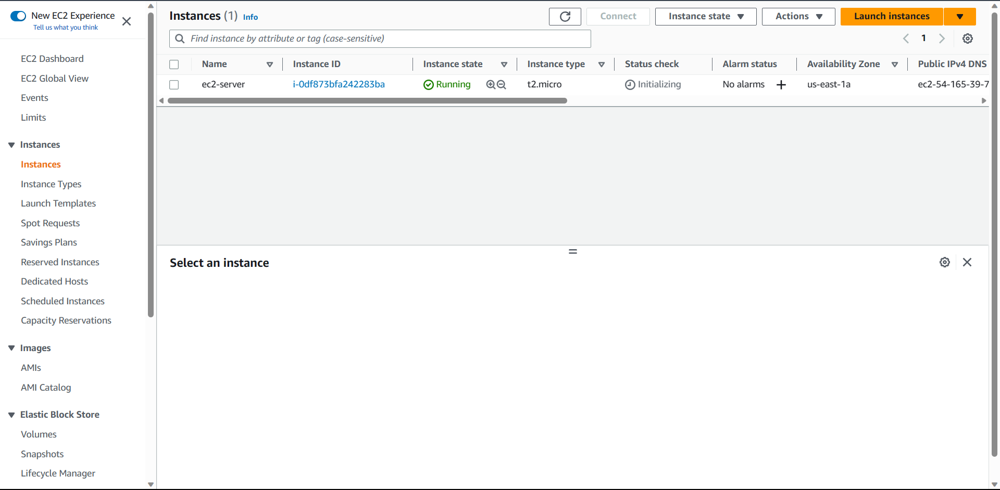 New EC2 Experience
Tell us what you think
EC2 Dashboard
EC2 Global View
Events
Limits
Instances
Instances
Instance Types
Launch Templates
Spot Requests
Savings Plans
Reserved Instances
Dedicated Hosts
Scheduled Instances
Capacity Reservations
Images
AMIs
AMI Catalog
Elastic Block Store
Volumes
Snapshots
Lifecycle Manager
Instances (1) Info
Connect Instance state Actions Launch instances
Find instance by attribute or tag (case-sensitive)
1
Name Instance ID Instance state Instance type Status check Alarm status Availability Zone Public IPv4 DNS
ec2-server i-0df873bfa242283ba Running t2.micro Initializing No alarms us-east-1a ec2-54-165-39-7
Select an instance